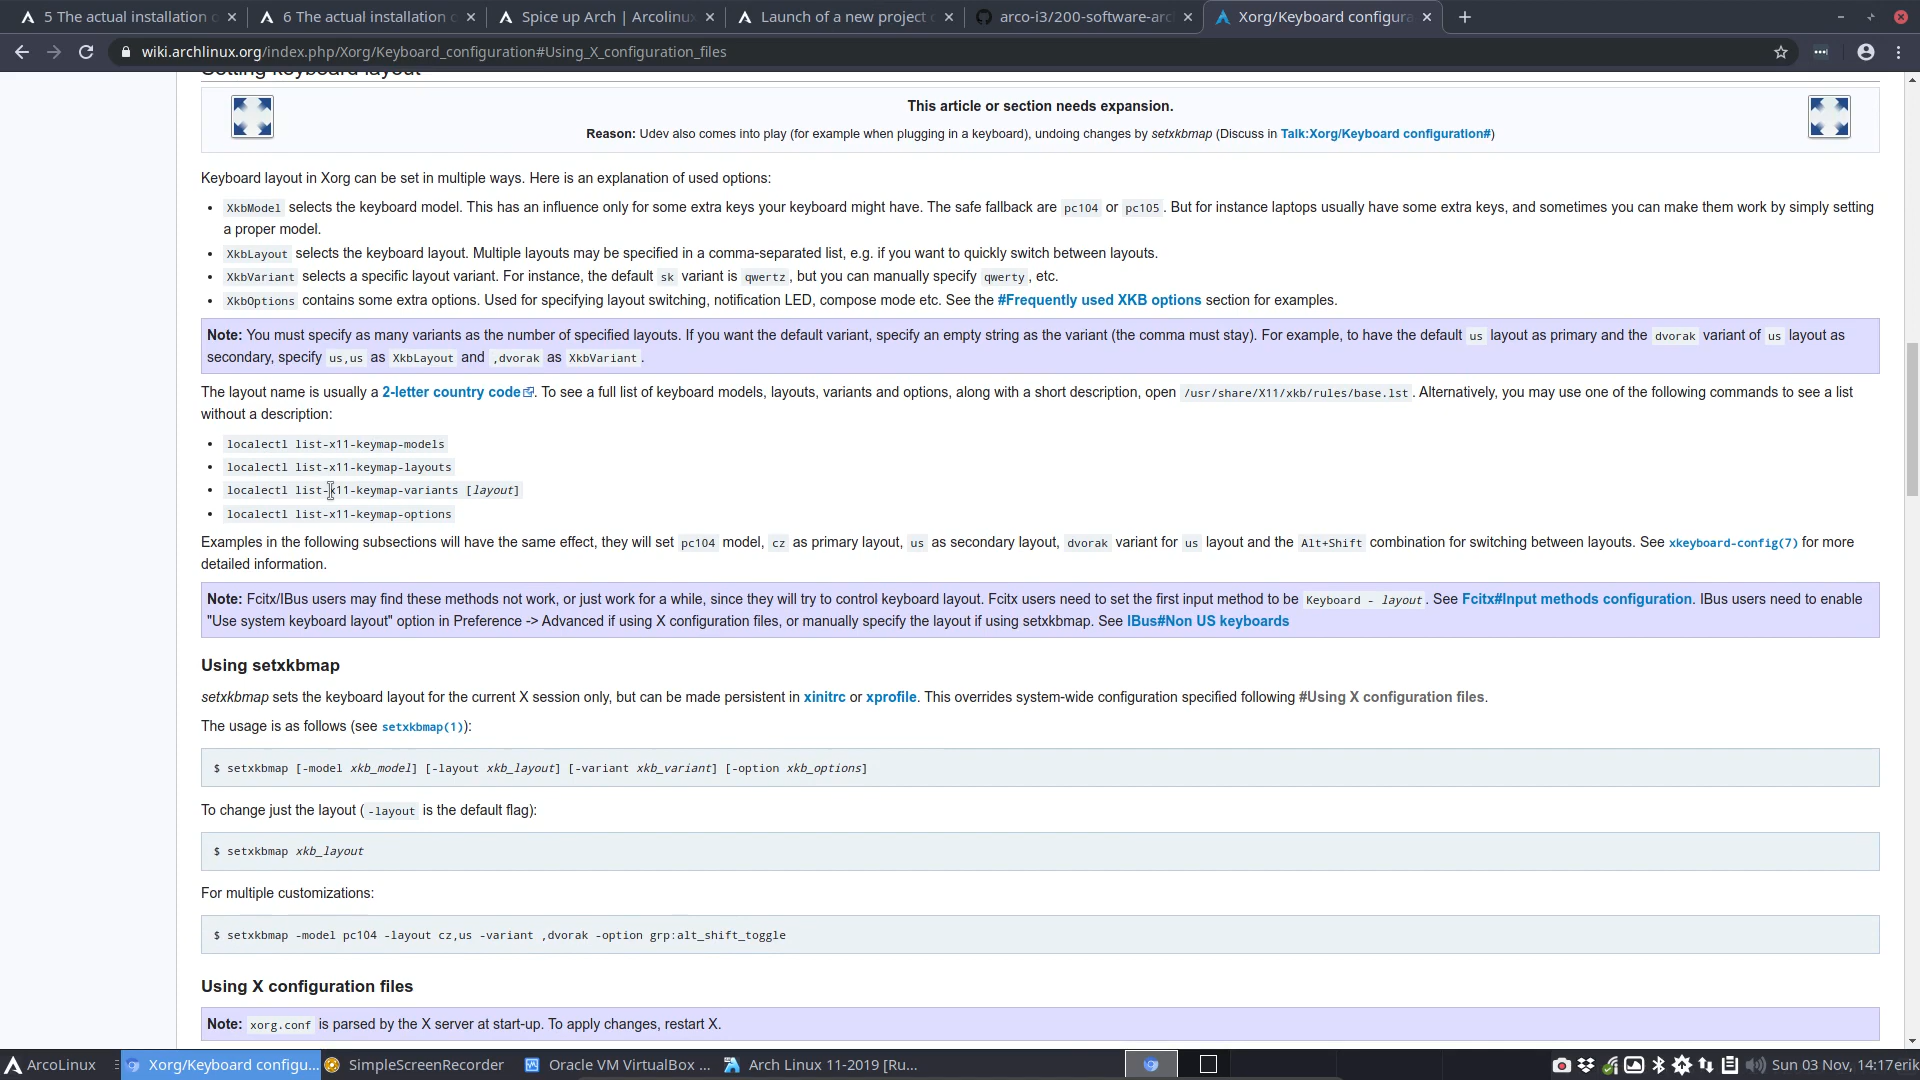 5 The actual installation o
6 The actual installation o
Spice up Arch | Arcolinux
Launch of a new project o
arco-i3/200-software-arc
Xorg/Keyboard configura
wiki.archlinux.org/index.php/Xorg/Keyboard_configuration#Using_X_configuration_files
Setting keyboard layout
This article or section needs expansion.
Reason: Udev also comes into play (for example when plugging in a keyboard), undoing changes by setxkbmap (Discuss in Talk:Xorg/Keyboard configuration#)
Keyboard layout in Xorg can be set in multiple ways. Here is an explanation of used options:
• XkbModel selects the keyboard model. This has an influence only for some extra keys your keyboard might have. The safe fallback are pc104 or pc105. But for instance laptops usually have some extra keys, and sometimes you can make them work by simply setting
a proper model.
• XkbLayout selects the keyboard layout. Multiple layouts may be specified in a comma-separated list, e.g. if you want to quickly switch between layouts.
• XkbVariant selects a specific layout variant. For instance, the default sk variant is qwertz, but you can manually specify qwerty, etc.
• XkbOptions contains some extra options. Used for specifying layout switching, notification LED, compose mode etc. See the #Frequently used XKB options section for examples.
Note: You must specify as many variants as the number of specified layouts. If you want the default variant, specify an empty string as the variant (the comma must stay). For example, to have the default us layout as primary and the dvorak variant of us layout as
secondary, specify us,us as XkbLayout and ,dvorak as XkbVariant.
The layout name is usually a 2-letter country code. To see a full list of keyboard models, layouts, variants and options, along with a short description, open /usr/share/X11/xkb/rules/base.lst. Alternatively, you may use one of the following commands to see a list
without a description:
• localectl list-x11-keymap-models
• localectl list-x11-keymap-layouts
• localectl list-x11-keymap-variants [layout]
• localectl list-x11-keymap-options
Examples in the following subsections will have the same effect, they will set pc104 model, cz as primary layout, us as secondary layout, dvorak variant for us layout and the Alt+Shift combination for switching between layouts. See xkeyboard-config(7) for more
detailed information.
Note: Fcitx/IBus users may find these methods not work, or just work for a while, since they will try to control keyboard layout. Fcitx users need to set the first input method to be Keyboard - layout. See Fcitx#Input methods configuration. IBus users need to enable
"Use system keyboard layout" option in Preference -> Advanced if using X configuration files, or manually specify the layout if using setxkbmap. See IBus#Non US keyboards
Using setxkbmap
setxkbmap sets the keyboard layout for the current X session only, but can be made persistent in xinitrc or xprofile. This overrides system-wide configuration specified following #Using X configuration files.
The usage is as follows (see setxkbmap(1)):
$ setxkbmap [-model xkb_model] [-layout xkb_layout] [-variant xkb_variant] [-option xkb_options]
To change just the layout ( -layout is the default flag):
$ setxkbmap xkb_layout
For multiple customizations:
$ setxkbmap -model pc104 -layout cz,us -variant ,dvorak -option grp:alt_shift_toggle
Using X configuration files
Note: xorg.conf is parsed by the X server at start-up. To apply changes, restart X.
ArcoLinux
Xorg/Keyboard configu...
SimpleScreenRecorder
Oracle VM VirtualBox ...
Arch Linux 11-2019 [Ru...
Sun 03 Nov, 14:17
erik